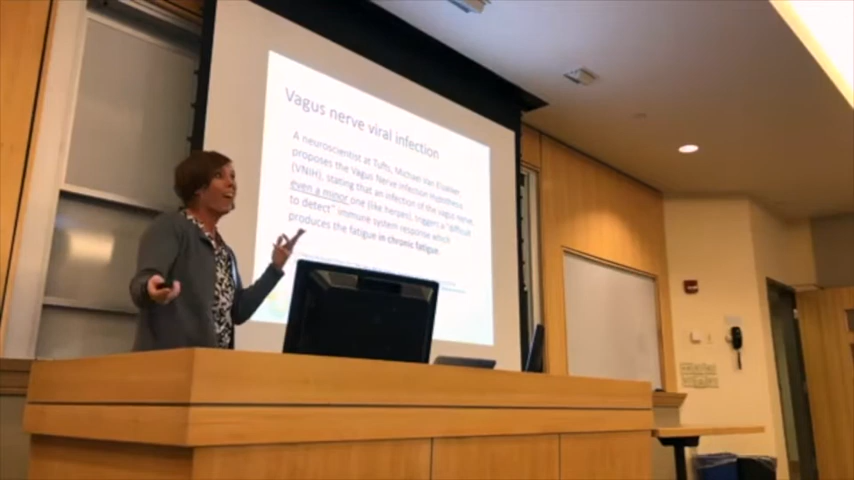 Vagus nerve viral infection
A neuroscientist at Tufts, Michael Van Elzakker
proposes the Vagus Nerve Infection Hypothesis
(VNIH), stating that an infection of the vagus nerve,
even a minor one (like herpes), triggers a "difficult
to detect" immune system response which
produces the fatigue in chronic fatigue.